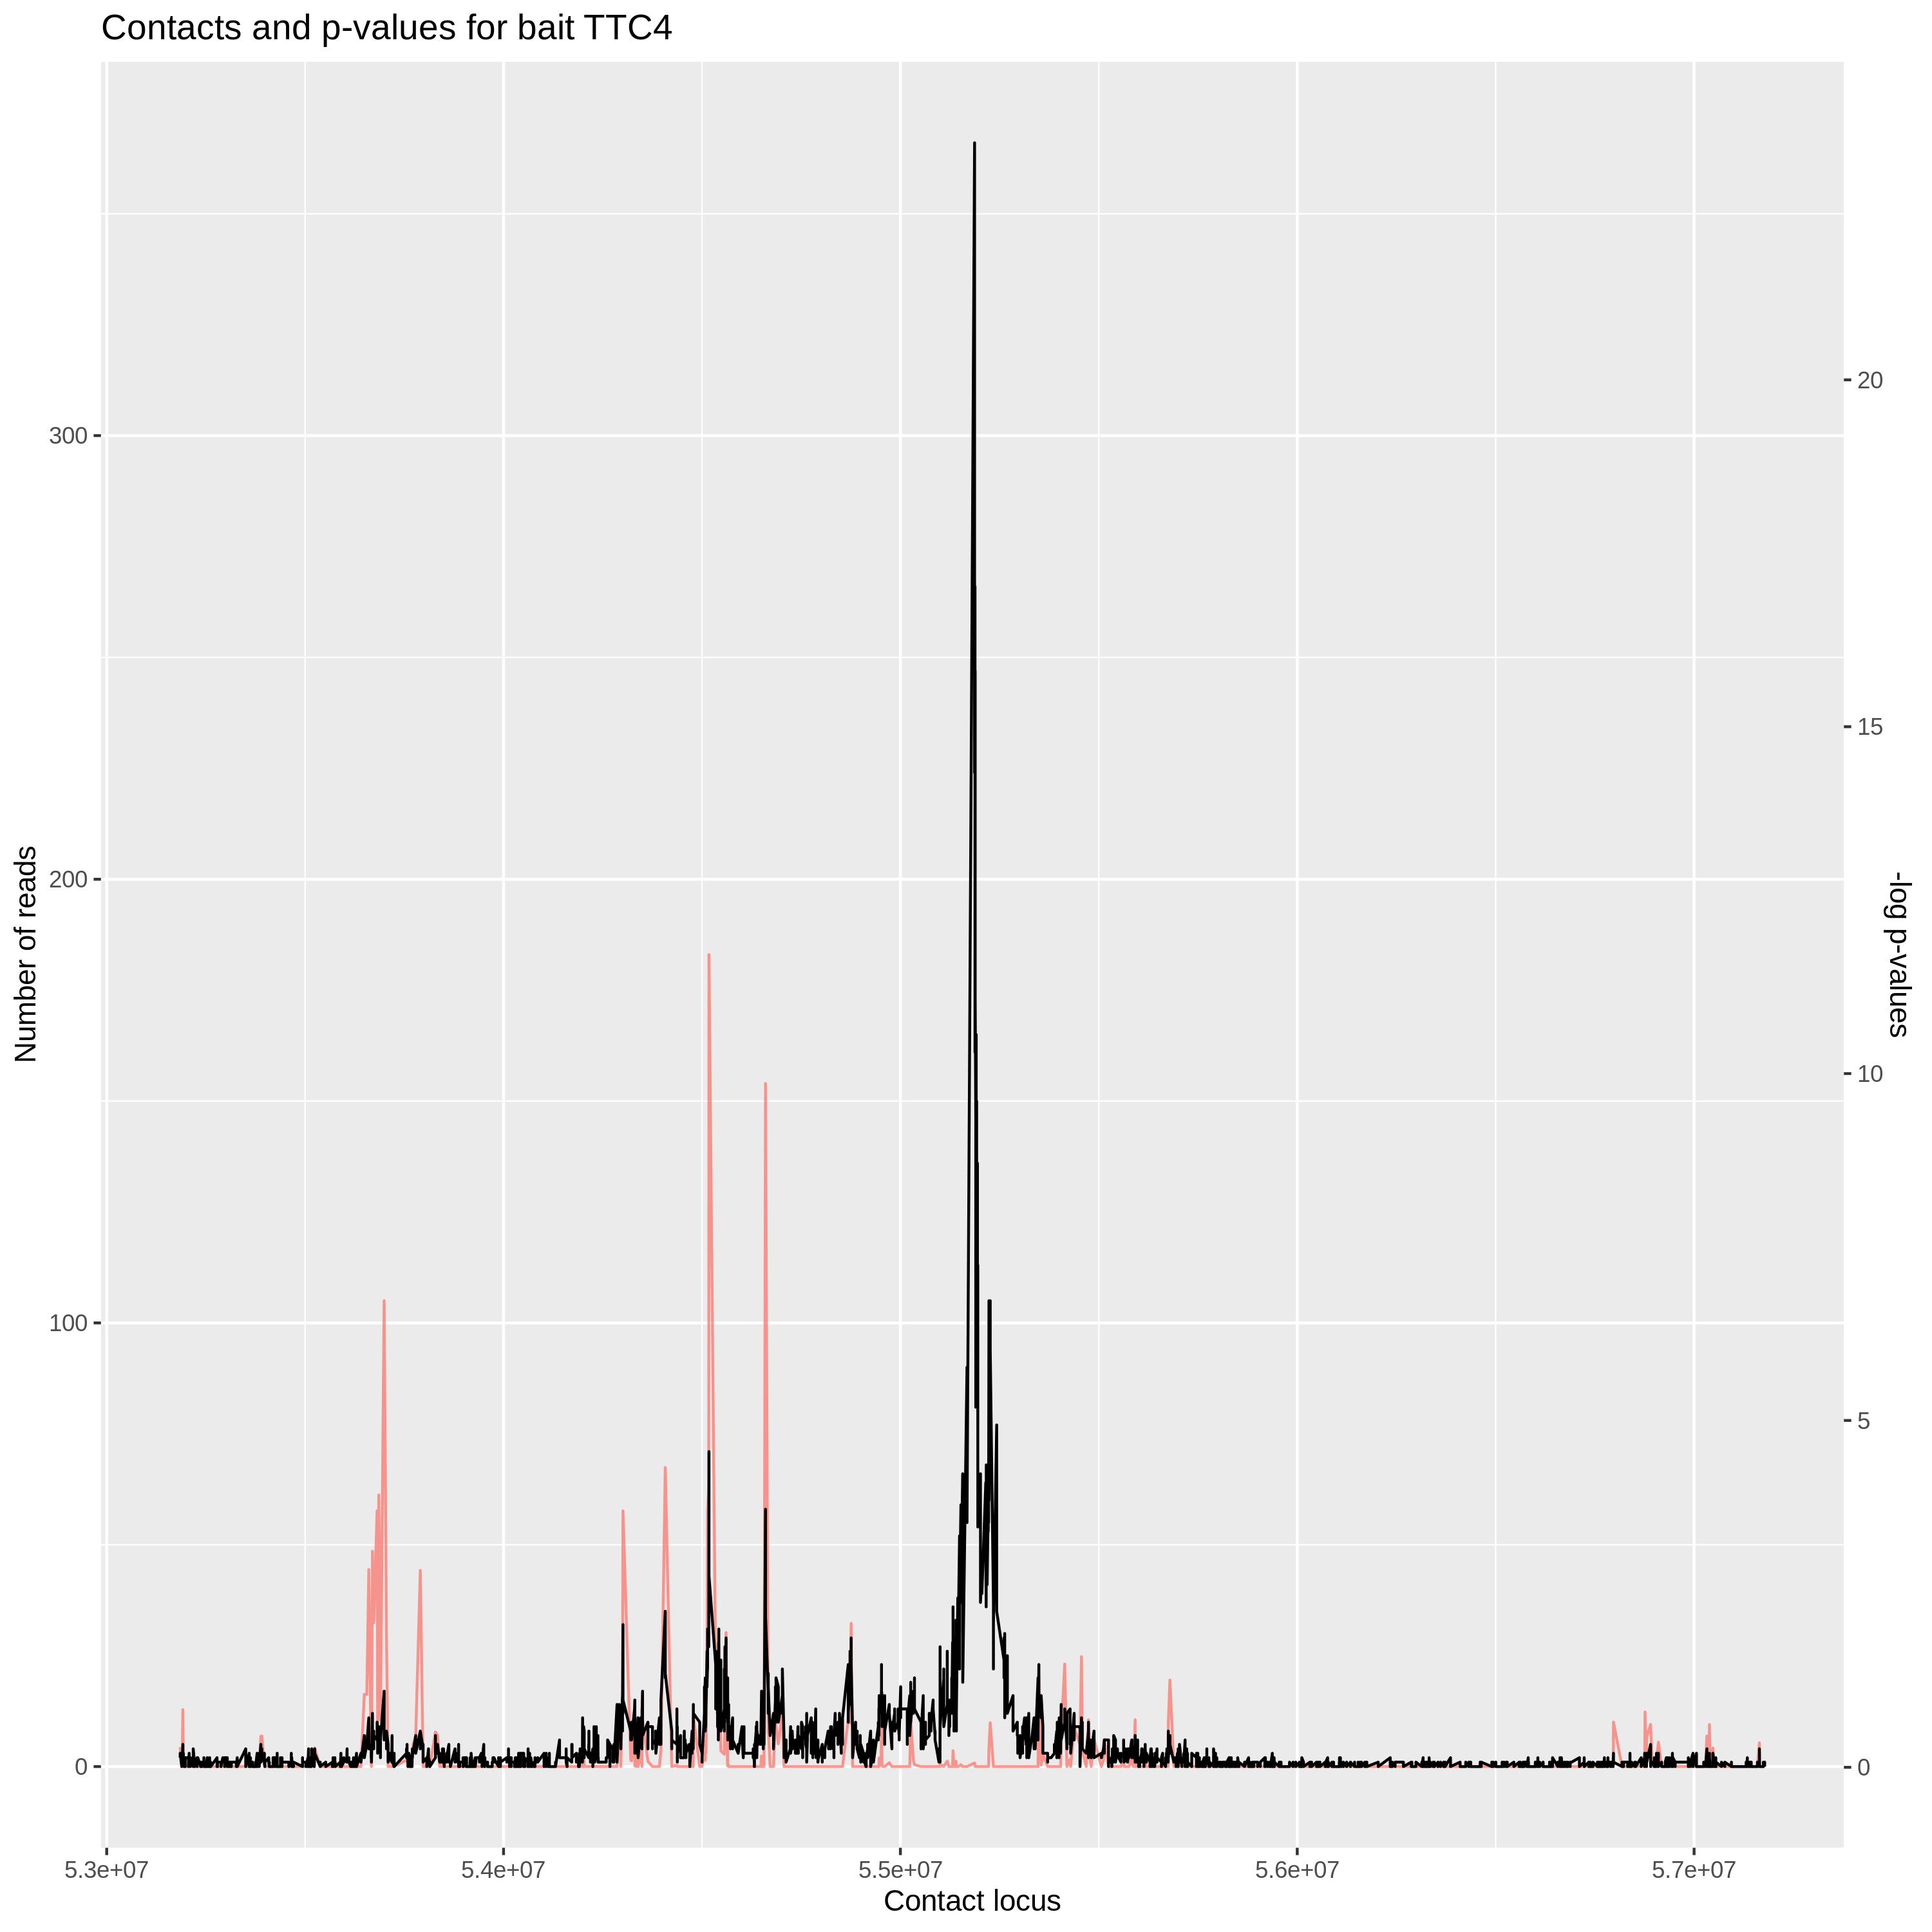 Contacts and p-values for bait TTC4
Number of reads
300
200
100
0
20
15
10
5
0
-log p-values
5.3e+07 5.4e+07 5.5e+07 5.6e+07 5.7e+07
Contact locus